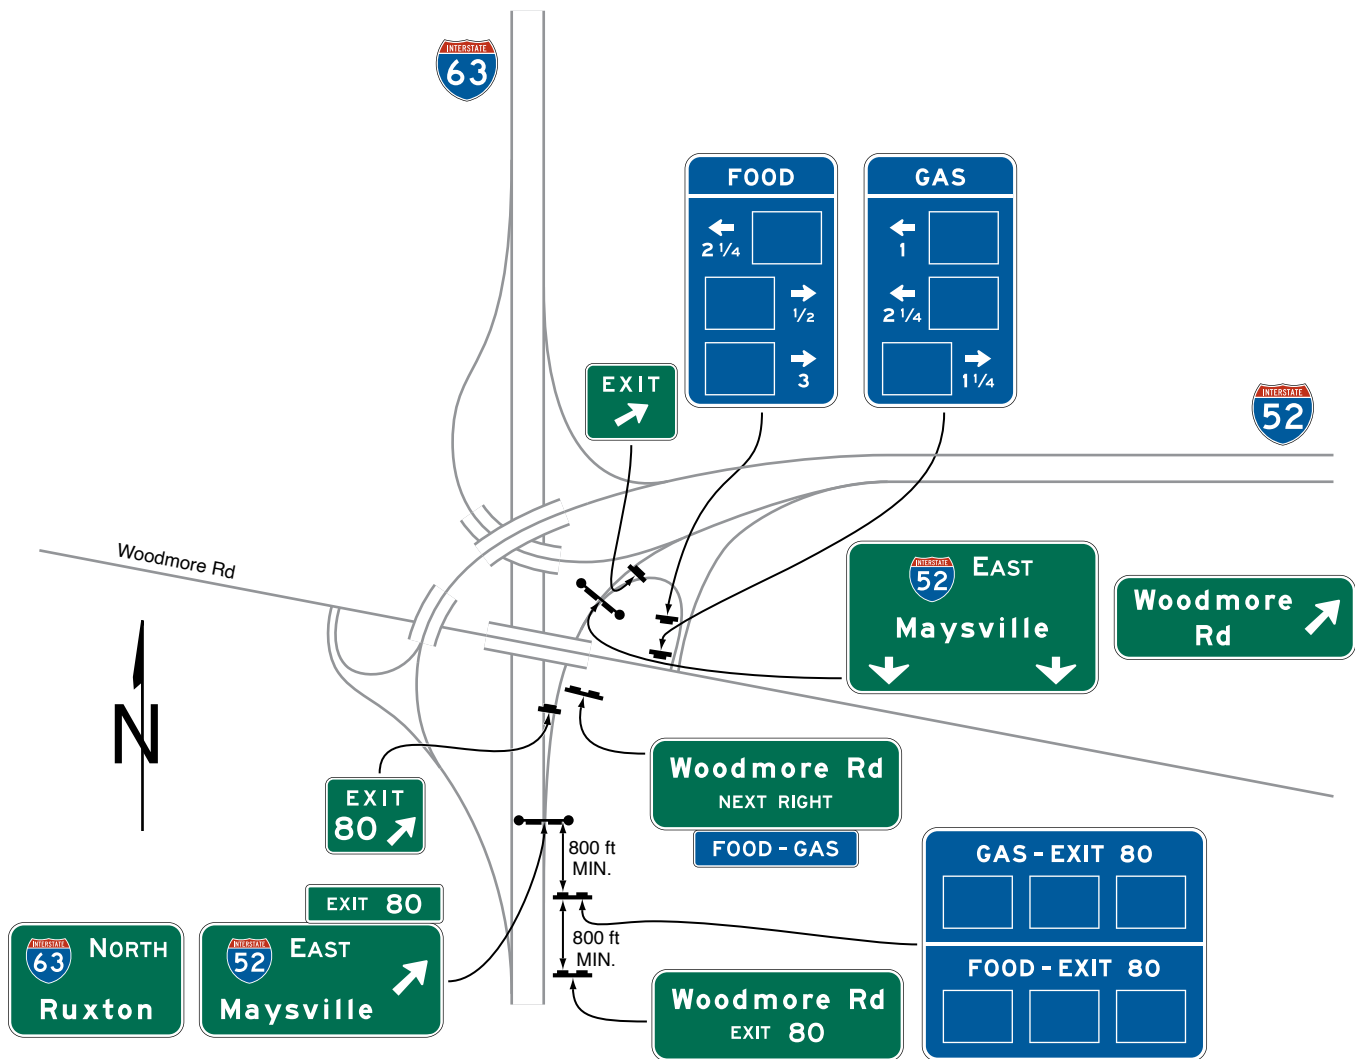 INTERSTATE
63
FOOD
2 1/4
1/2
3
GAS
1
2 1/4
1 1/4
EXIT
INTERSTATE
52
Woodmore Rd
INTERSTATE
52
EAST
Maysville
Woodmore
Rd
N
EXIT
80
Woodmore Rd
NEXT RIGHT
FOOD - GAS
800 ft
MIN.
800 ft
MIN.
GAS - EXIT 80
FOOD - EXIT 80
EXIT 80
INTERSTATE
63
NORTH
Ruxton
INTERSTATE
52
EAST
Maysville
Woodmore Rd
EXIT 80